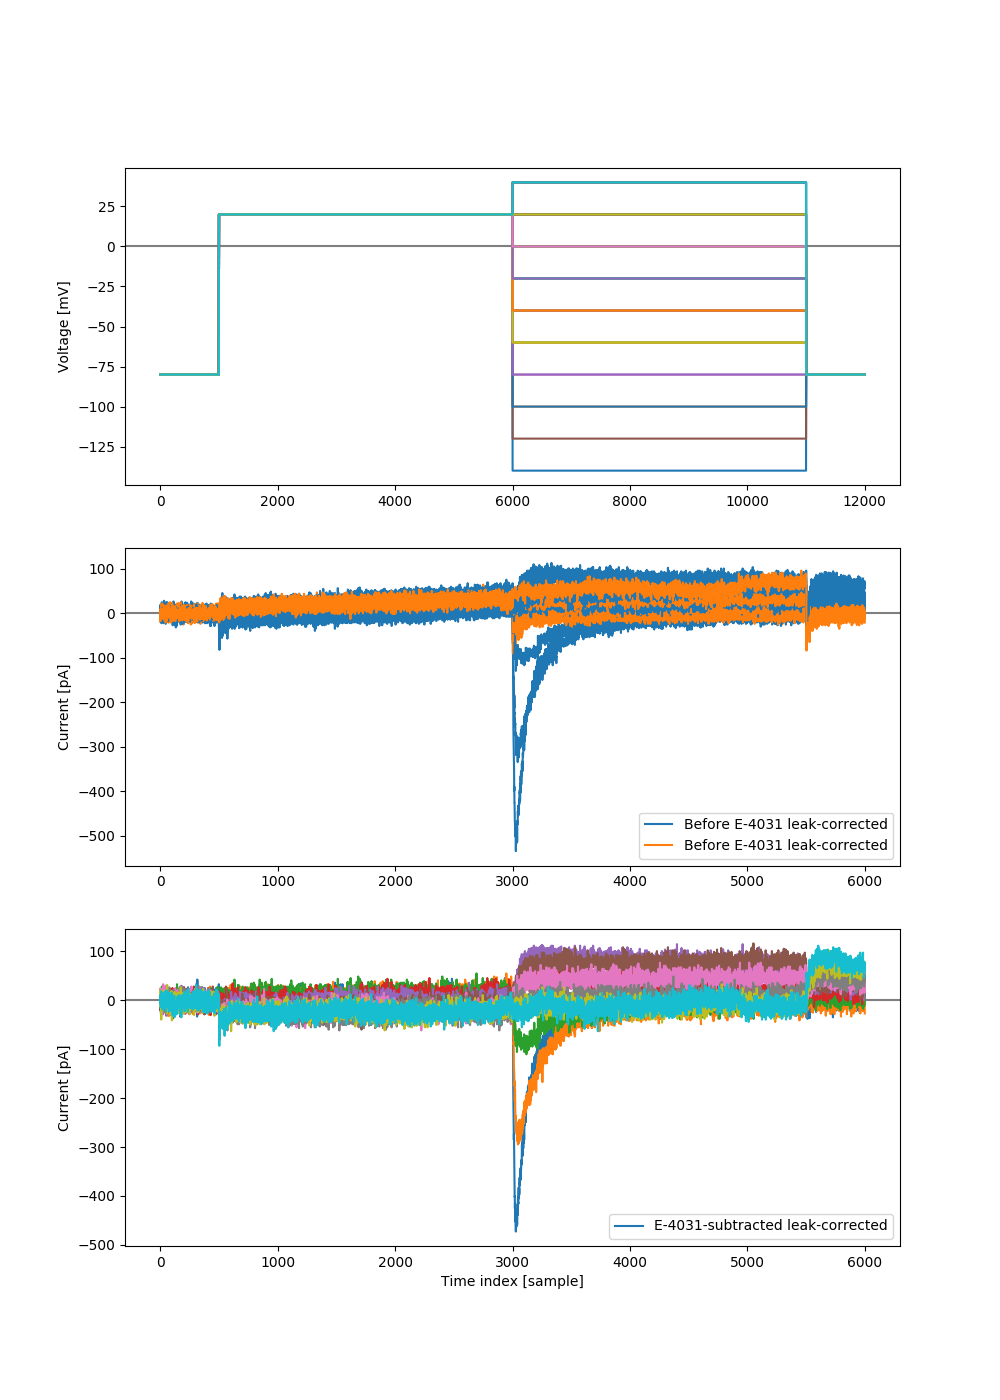 25
0
−25
−50
−75
−100
−125
Voltage [mV]
0 2000 4000 6000 8000 10000 12000
100
0
−100
−200
−300
−400
−500
Current [pA]
Before E-4031 leak-corrected
Before E-4031 leak-corrected
0 1000 2000 3000 4000 5000 6000
100
0
−100
−200
−300
−400
−500
Current [pA]
E-4031-subtracted leak-corrected
0 1000 2000 3000 4000 5000 6000
Time index [sample]